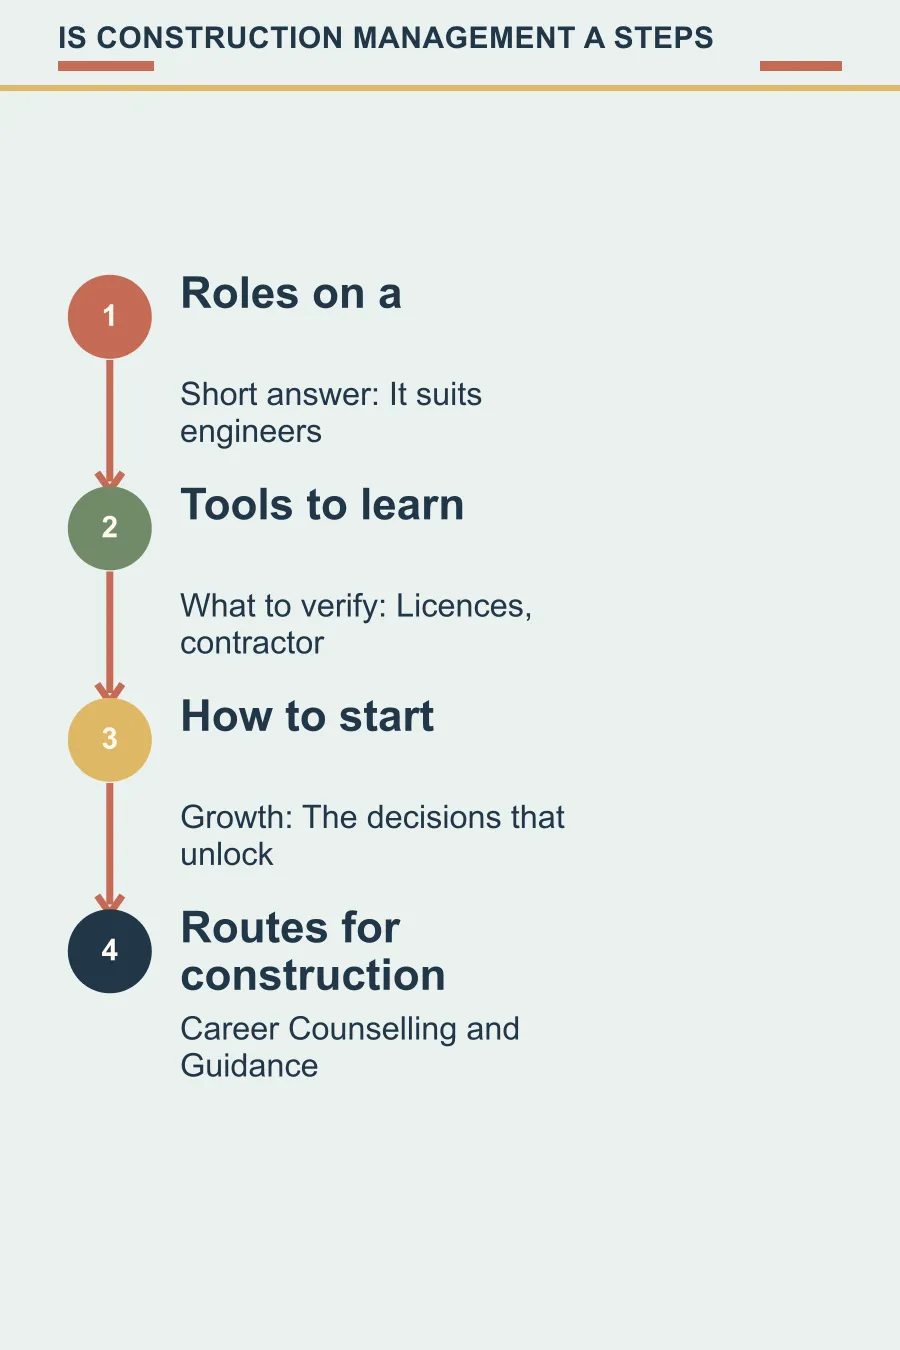 IS CONSTRUCTION MANAGEMENT A STEPS
1
Roles on a
Short answer: It suits
engineers
2
Tools to learn
What to verify: Licences,
contractor
3
How to start
Growth: The decisions that
unlock
4
Routes for
construction
Career Counselling and
Guidance